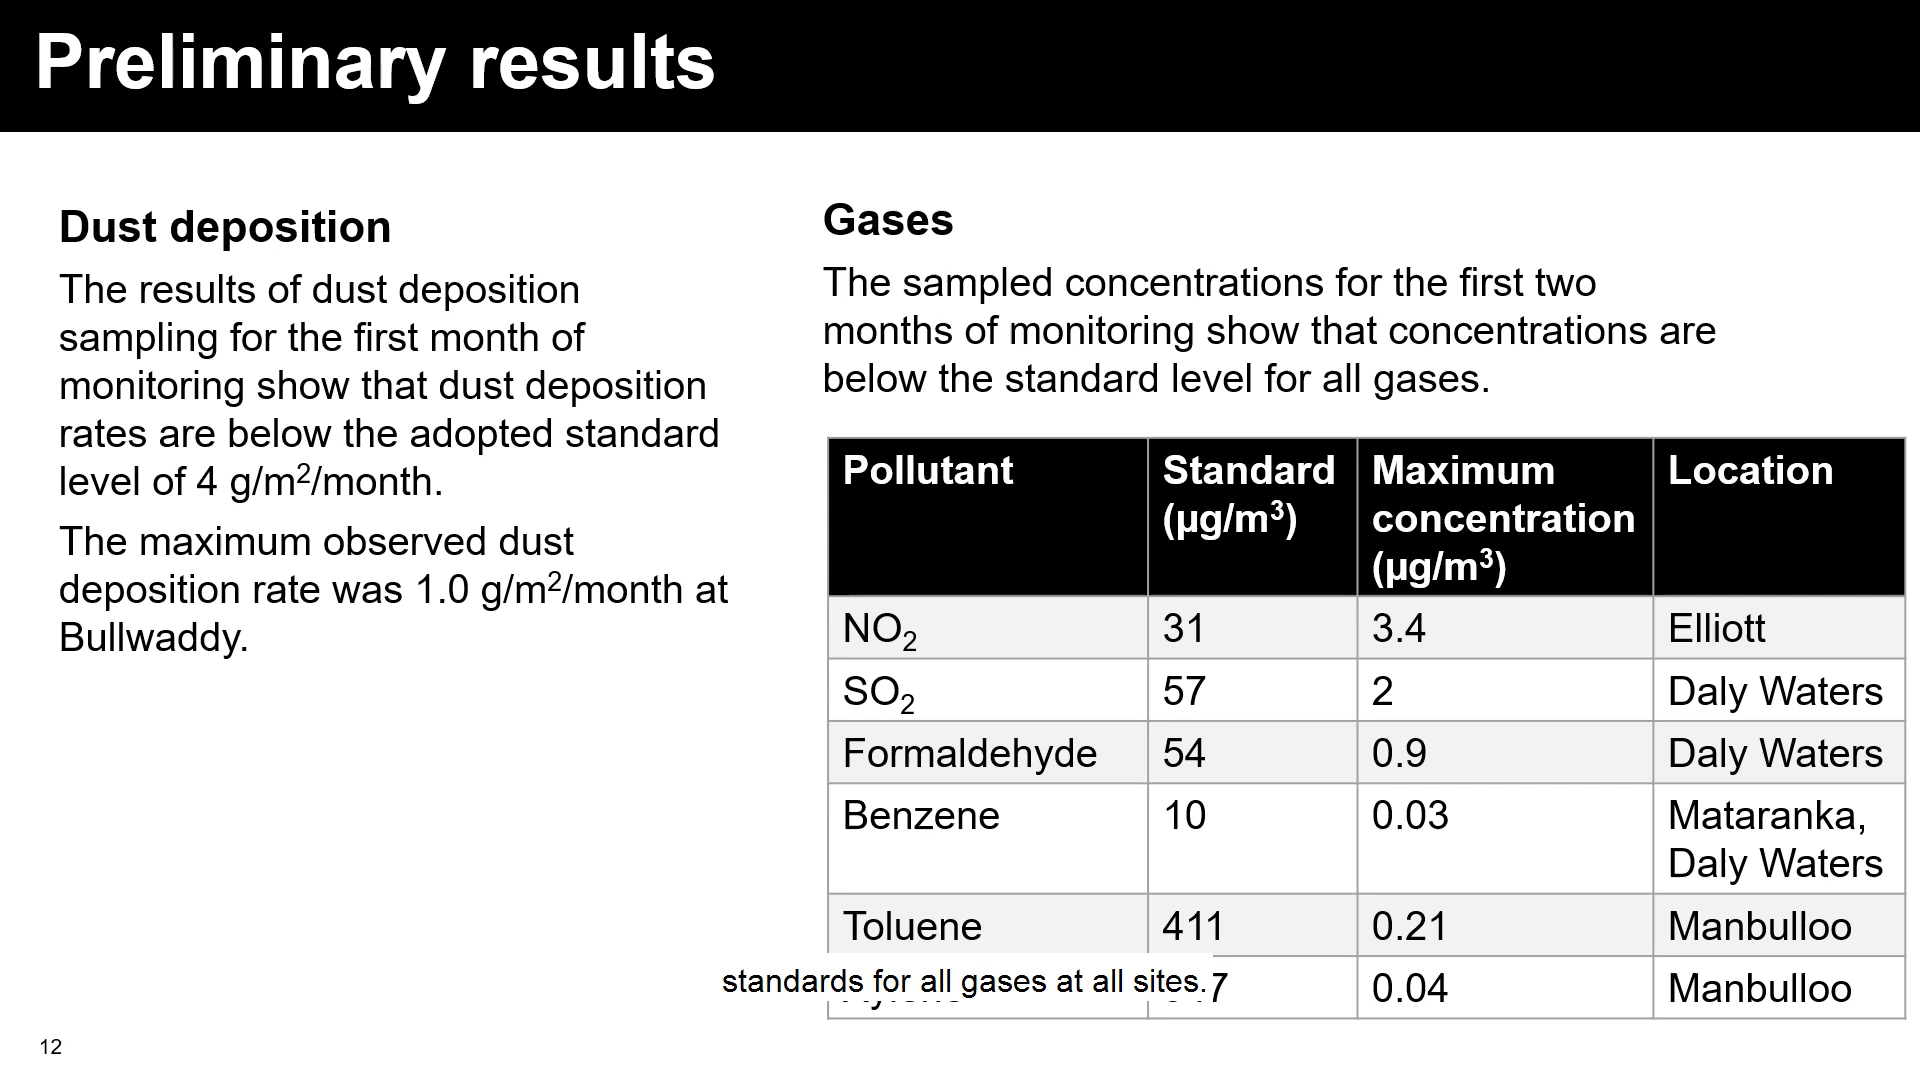 Preliminary results
Dust deposition
The results of dust deposition
sampling for the first month of
monitoring show that dust deposition
rates are below the adopted standard
level of 4 g/m²/month.
The maximum observed dust
deposition rate was 1.0 g/m²/month at
Bullwaddy.
Gases
The sampled concentrations for the first two
months of monitoring show that concentrations are
below the standard level for all gases.
Pollutant Standard (µg/m³) Maximum concentration (µg/m³) Location
NO₂ 31 3.4 Elliott
SO₂ 57 2 Daly Waters
Formaldehyde 54 0.9 Daly Waters
Benzene 10 0.03 Mataranka, Daly Waters
Toluene 411 0.21 Manbulloo
0.04 Manbulloo
standards for all gases at all sites.
12